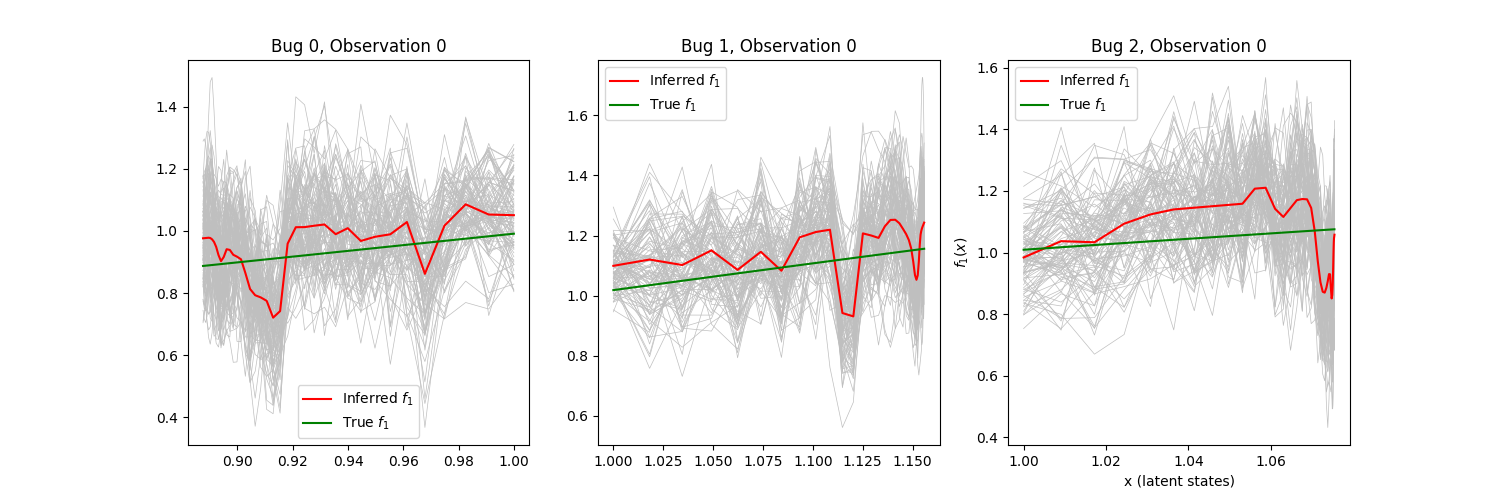 Bug 0, Observation 0
1.4
1.2
1.0
0.8
0.6
0.4
Inferred f₁
True f₁
0.90 0.92 0.94 0.96 0.98 1.00
Bug 1, Observation 0
Inferred f₁
True f₁
1.6
1.4
1.2
1.0
0.8
0.6
1.000 1.025 1.050 1.075 1.100 1.125 1.150
Bug 2, Observation 0
Inferred f₁
True f₁
1.6
1.4
1.2
1.0
0.8
0.6
0.4
f₁(x)
1.00 1.02 1.04 1.06
x (latent states)